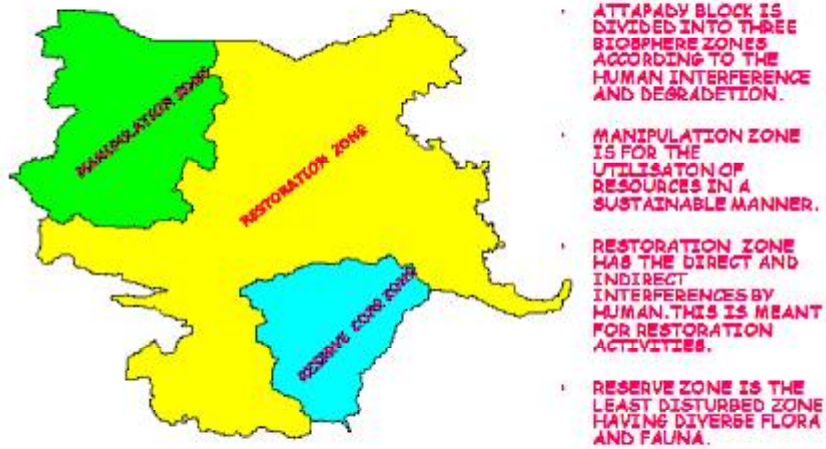 MANIPULATION ZONE
RESTORATION ZONE
RESERVE CORE ZONE
ATTAPADY BLOCK IS
DIVIDED INTO THREE
BIOSPHERE ZONES
ACCORDING TO THE
HUMAN INTERFERENCE
AND DEGRADETION.
MANIPULATION ZONE
IS FOR THE
UTILISATON OF
RESOURCES IN A
SUSTAINABLE MANNER.
RESTORATION ZONE
HAS THE DIRECT AND
INDIRECT
INTERFERENCES BY
HUMAN.THIS IS MEANT
FOR RESTORATION
ACTIVITIES.
RESERVE ZONE IS THE
LEAST DISTURBED ZONE
HAVING DIVERSE FLORA
AND FAUNA.